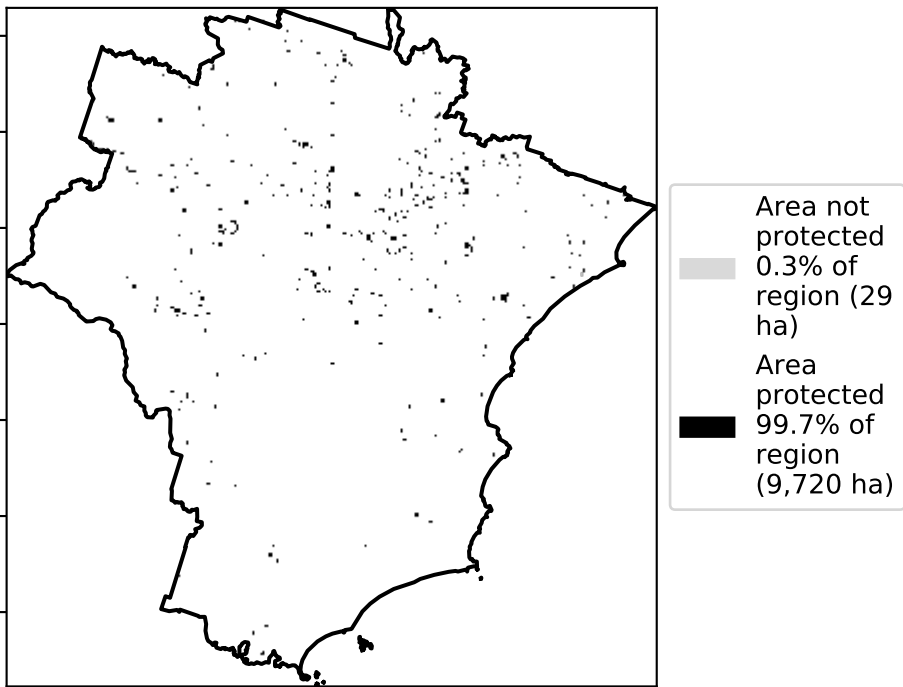 Area not
protected
0.3% of
region (29
ha)
Area
protected
99.7% of
region
(9,720 ha)